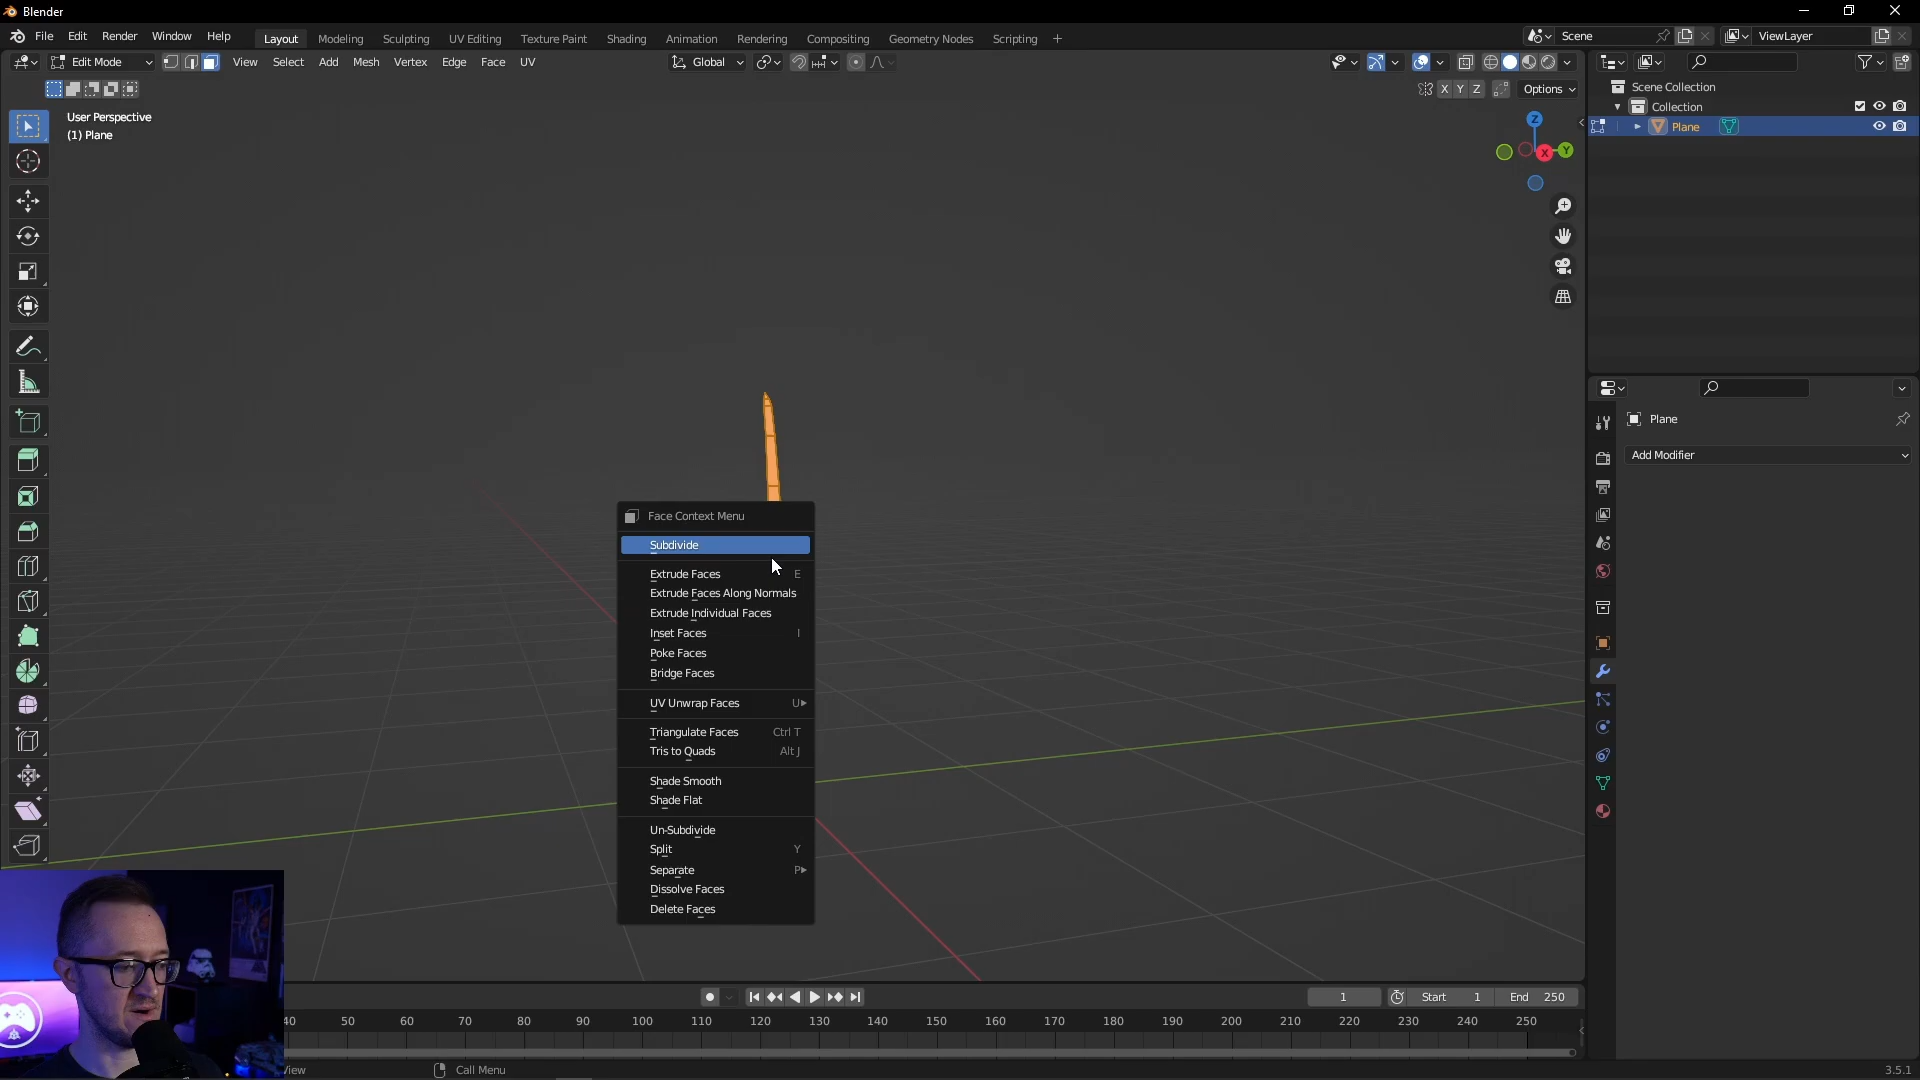 Blender
File Edit Render Window Help
Layout Modeling Sculpting UV Editing Texture Paint Shading Animation Rendering Compositing Geometry Nodes Scripting +
Scene
ViewLayer
Edit Mode
View Select Add Mesh Vertex Edge Face UV
Global
X Y Z
Options
User Perspective
(1) Plane
Z
X
Y
Scene Collection
Collection
Plane
Plane
Add Modifier
Face Context Menu
Subdivide
Extrude Faces E
Extrude Faces Along Normals
Extrude Individual Faces
Inset Faces I
Poke Faces
Bridge Faces
UV Unwrap Faces U
Triangulate Faces Ctrl T
Tris to Quads Alt J
Shade Smooth
Shade Flat
Un-Subdivide
Split Y
Separate P
Dissolve Faces
Delete Faces
1
Start 1
End 250
40 50 60 70 80 90 100 110 120 130 140 150 160 170 180 190 200 210 220 230 240 250
View
Call Menu
3.5.1